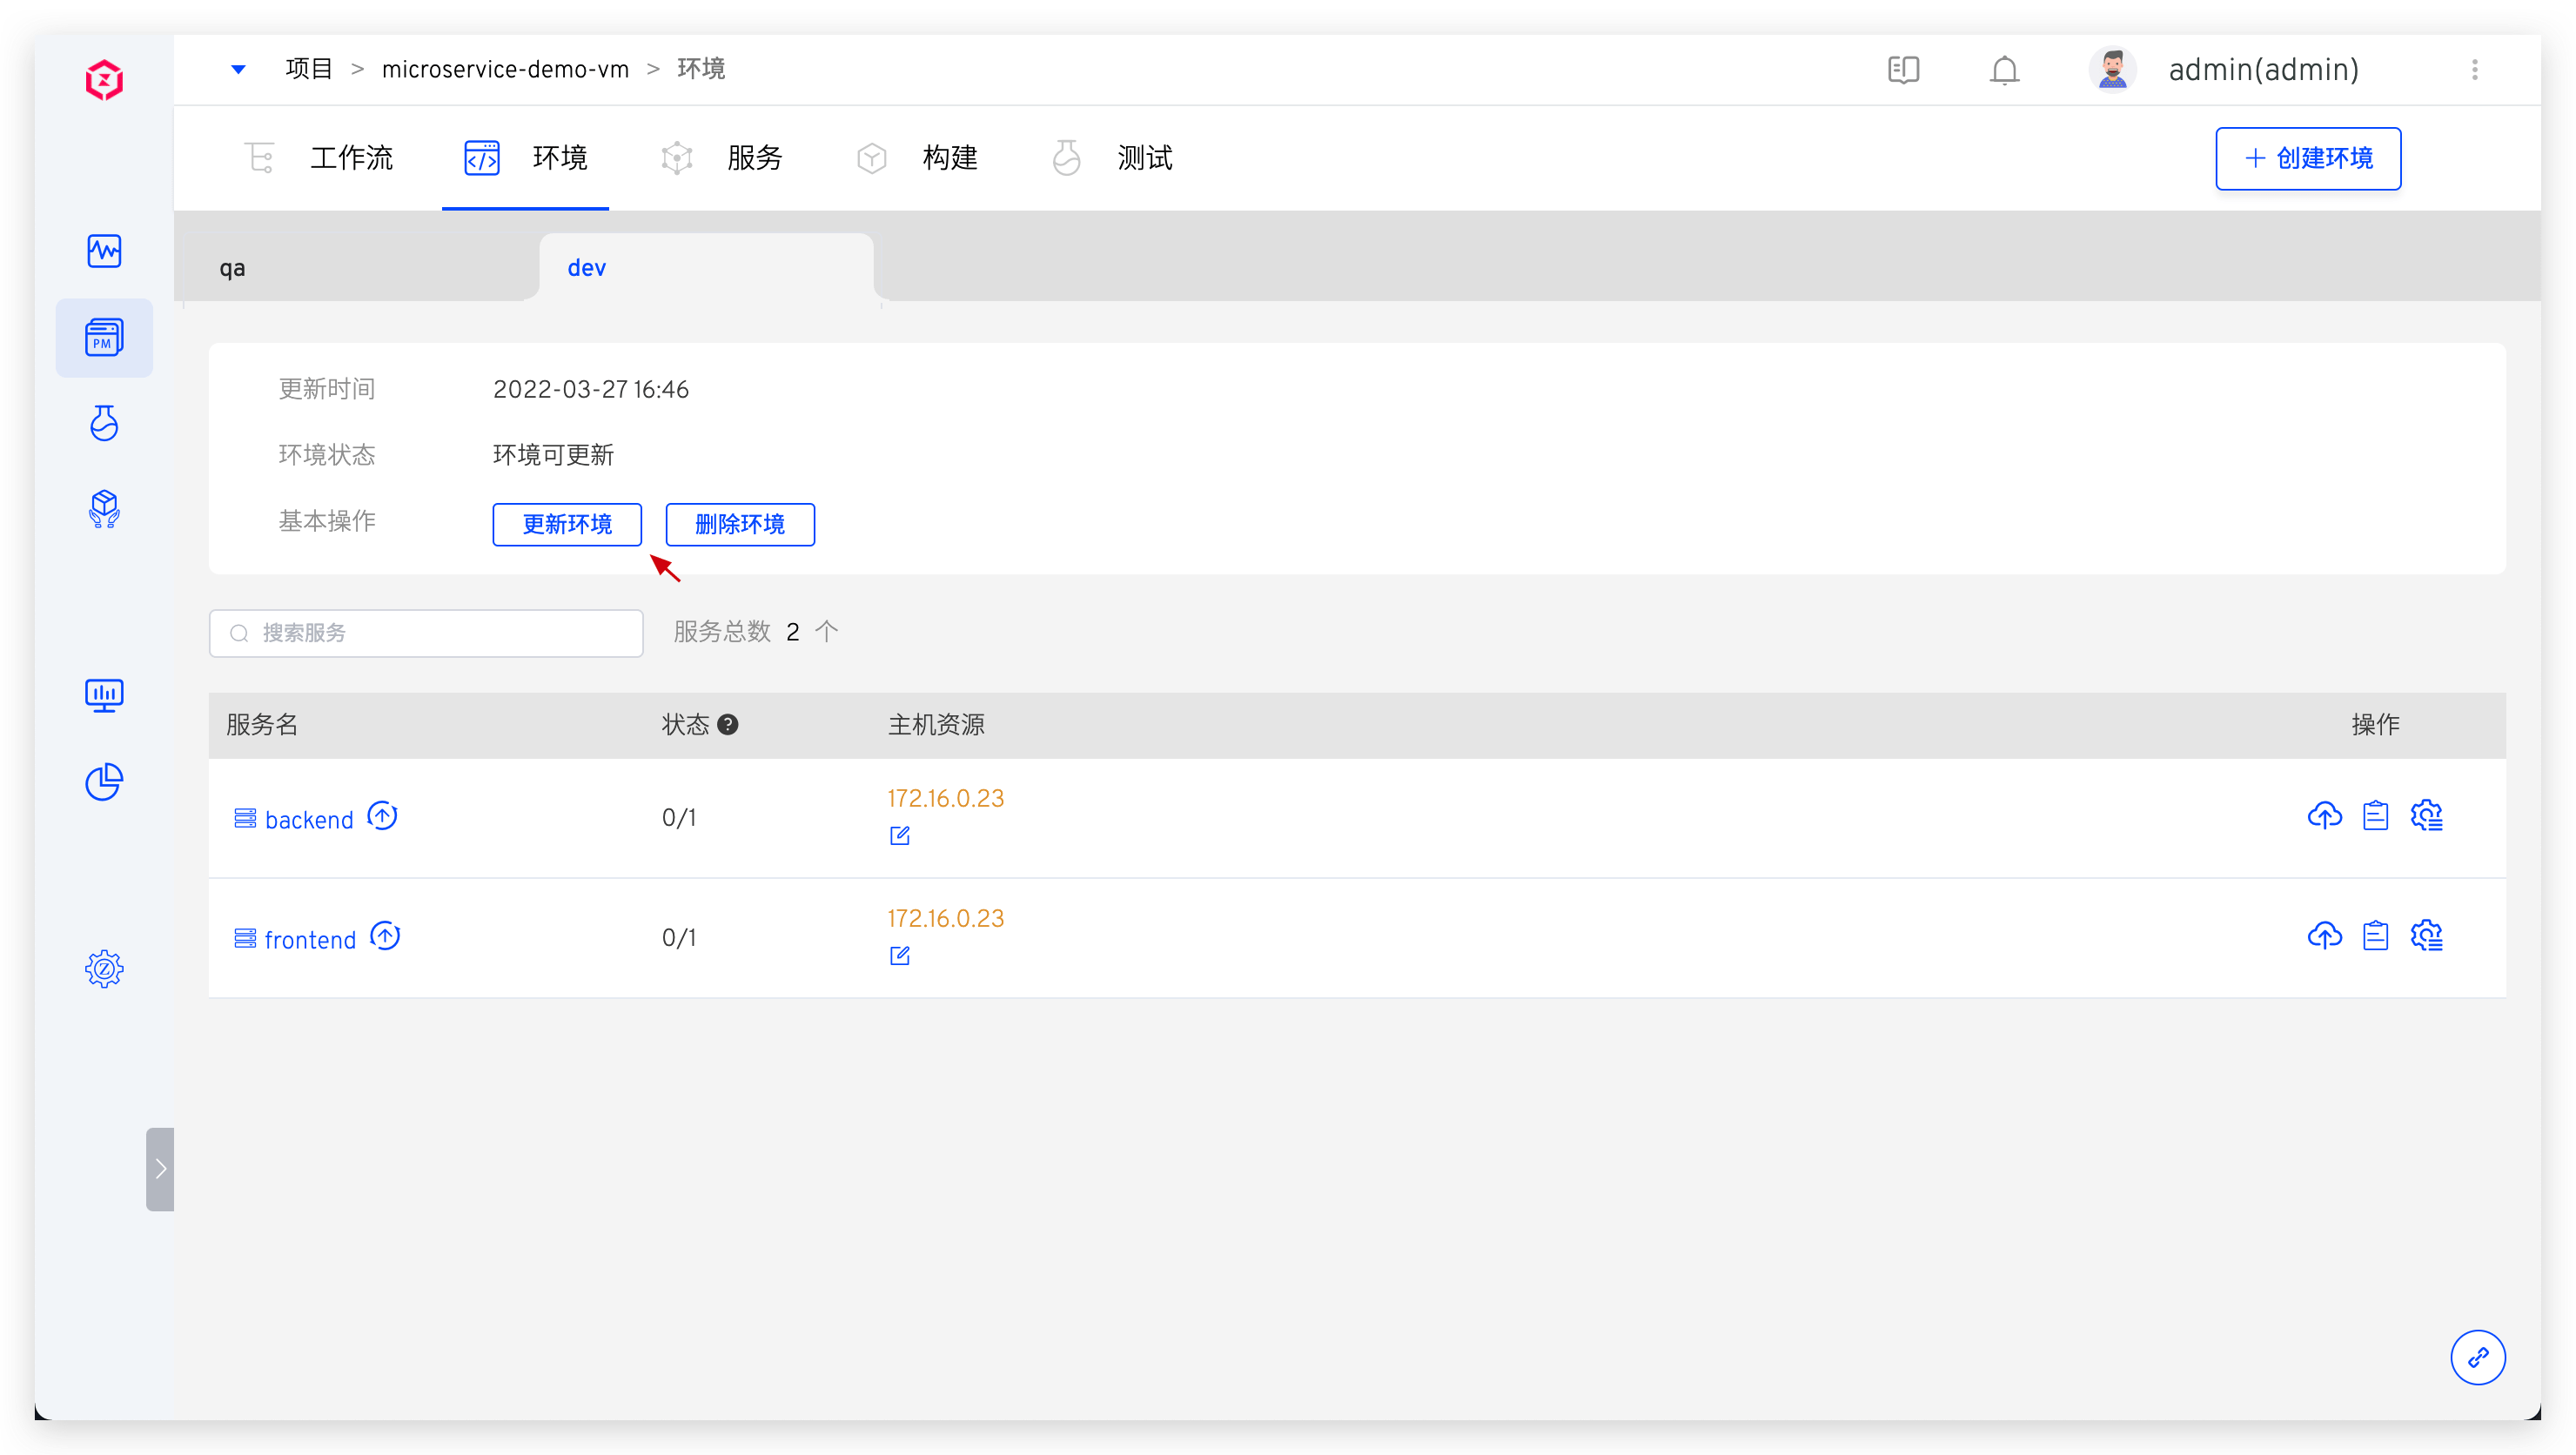 项目 > microservice-demo-vm > 环境
admin(admin)
工作流 环境 服务 构建 测试
+ 创建环境
qa dev
PM
更新时间 2022-03-27 16:46
环境状态 环境可更新
基本操作 更新环境 删除环境
搜索服务 服务总数 2 个
服务名 状态 ? 主机资源 操作
backend 0/1 172.16.0.23
frontend 0/1 172.16.0.23